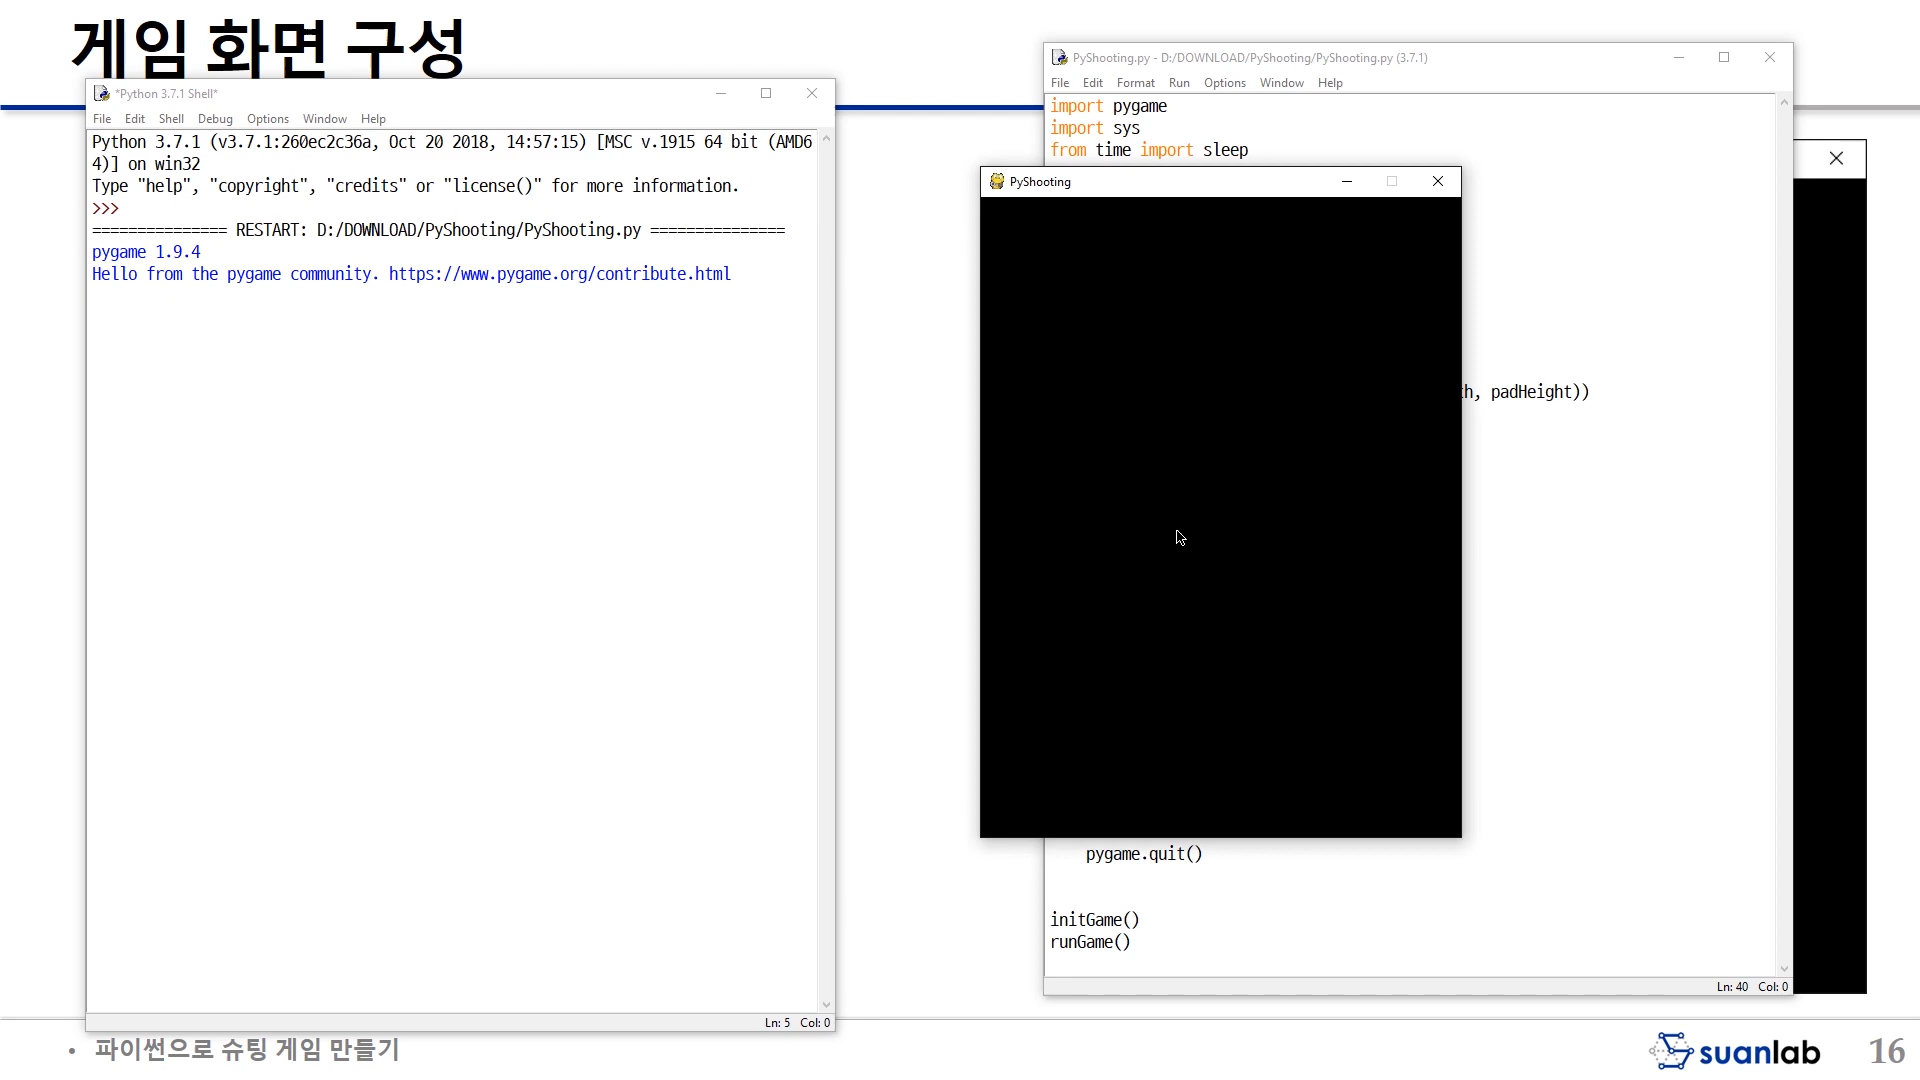 게임 화면 구성
*Python 3.7.1 Shell*
File Edit Shell Debug Options Window Help
Python 3.7.1 (v3.7.1:260ec2c36a, Oct 20 2018, 14:57:15) [MSC v.1915 64 bit (AMD6
4)] on win32
Type "help", "copyright", "credits" or "license()" for more information.
>>>
=============== RESTART: D:/DOWNLOAD/PyShooting/PyShooting.py ===============
pygame 1.9.4
Hello from the pygame community. https://www.pygame.org/contribute.html
Ln: 5 Col: 0
PyShooting.py - D:/DOWNLOAD/PyShooting/PyShooting.py (3.7.1)
File Edit Format Run Options Window Help
import pygame
import sys
from time import sleep
PyShooting
th, padHeight))
pygame.quit()
initGame()
runGame()
Ln: 40 Col: 0
• 파이썬으로 슈팅 게임 만들기
suanlab
16